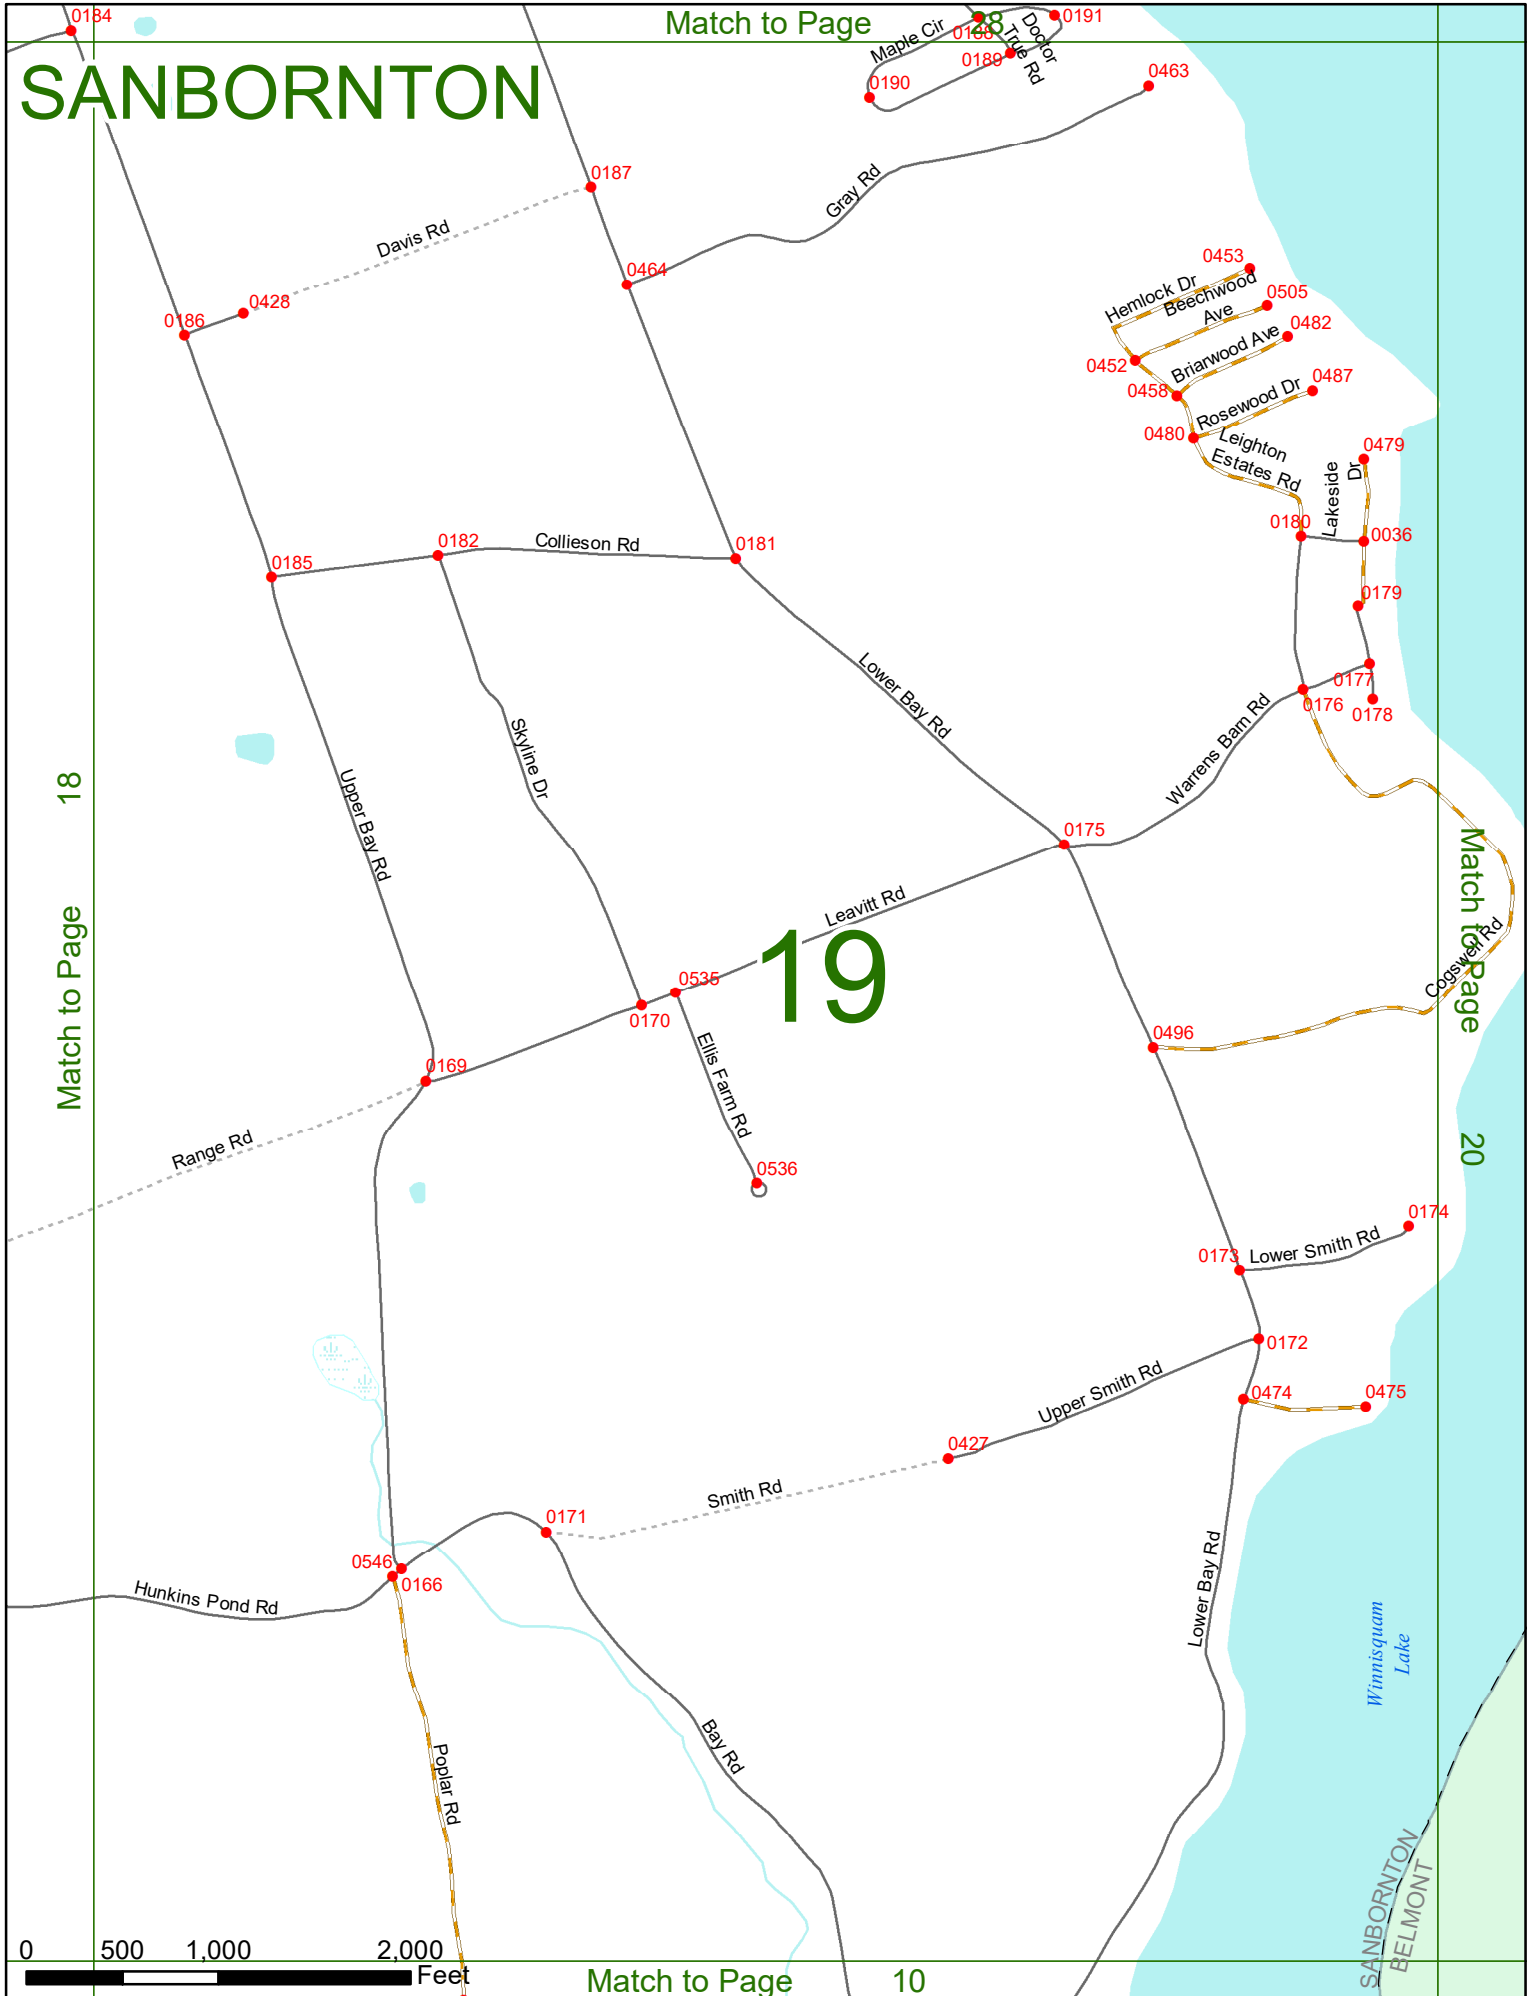 0184
Match to Page 28
0191
Maple Cir
0188
Doctor
True Rd
0189
SANBORNTON
0190
0463
0187
Gray Rd
Davis Rd
0464
0453
Hemlock Dr
Beechwood
Ave
0505
0428
0186
0482
0452
Briarwood Ave
0458
0487
Rosewood Dr
0480
Leighton
Estates Rd
0479
Lakeside
Dr
0180
0036
0182
Collieson Rd
0181
0185
0179
Lower Bay Rd
0177
0176
0178
Warrens Barn Rd
Skyline Dr
Upper Bay Rd
18
Match to Page
0175
Match to Page
20
Leavitt Rd
19
Cogswell Rd
0535
0170
0496
Ellis Farm Rd
0169
Range Rd
0536
0174
0173
Lower Smith Rd
0172
Upper Smith Rd
0474
0475
0427
Smith Rd
0171
0546
0166
Hunkins Pond Rd
Lower Bay Rd
Winnisquam
Lake
Bay Rd
Poplar Rd
SANBORNTON
BELMONT
0 500 1,000 2,000
Feet
Match to Page 10